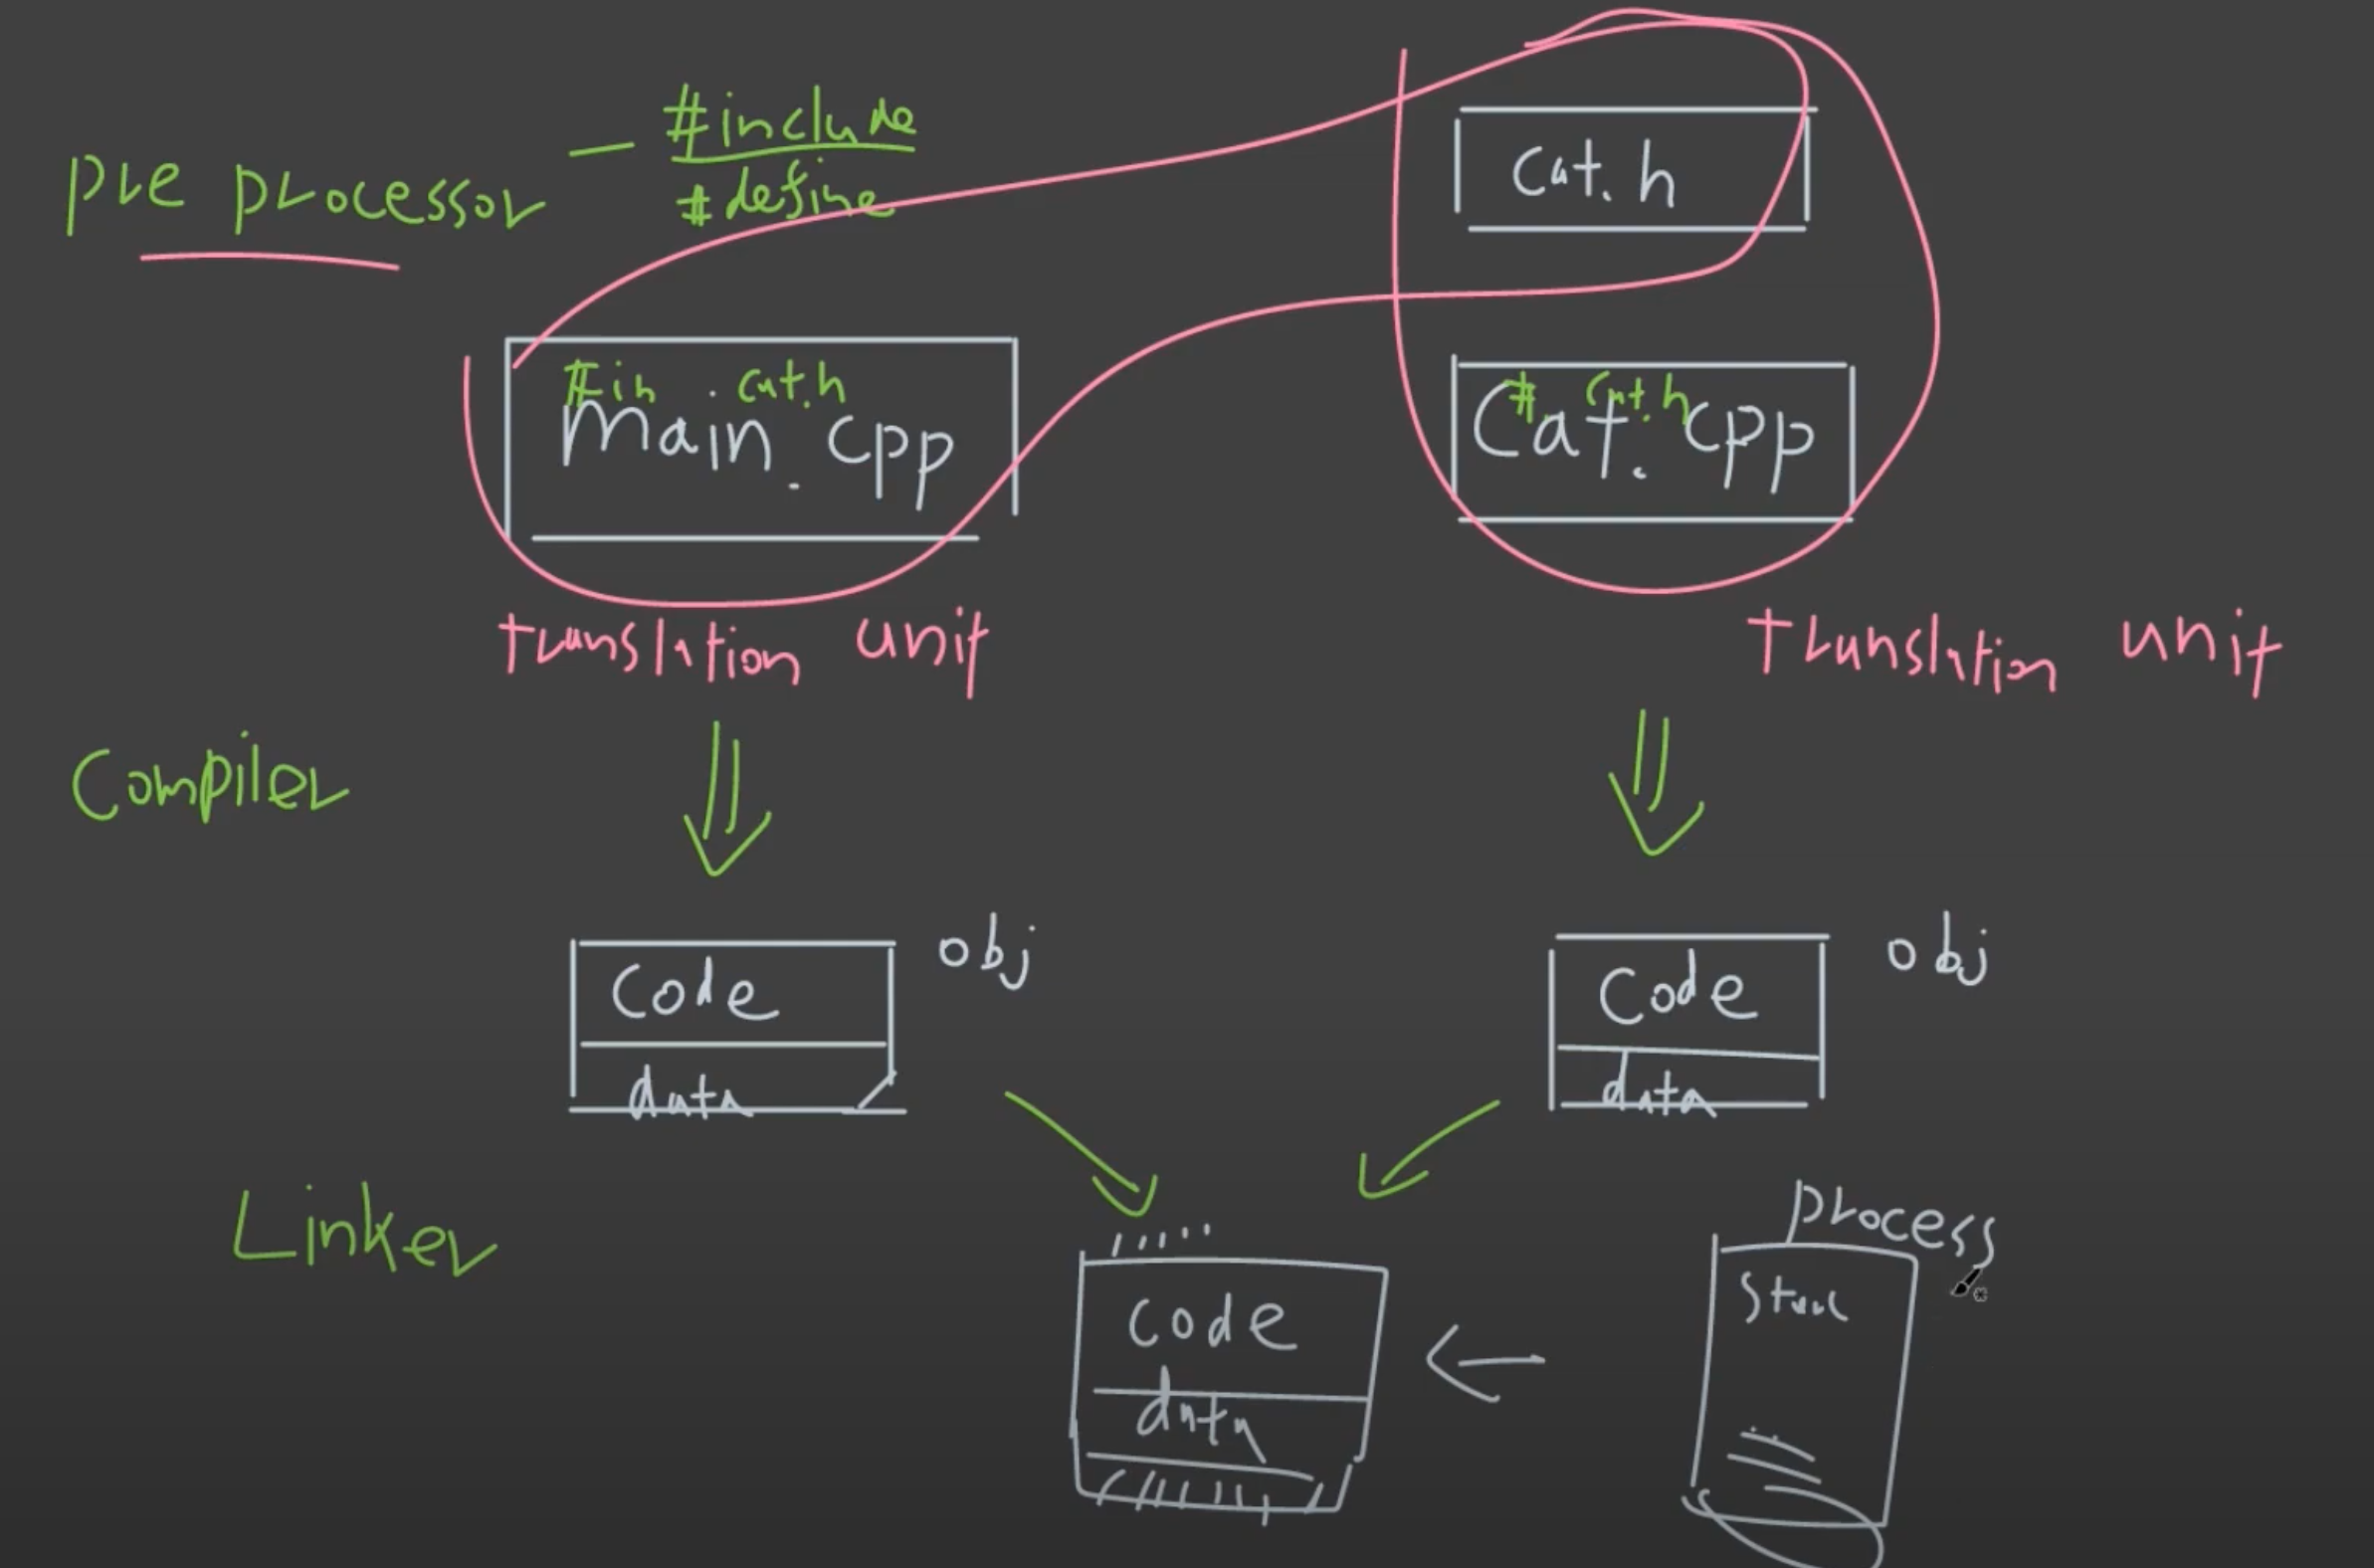 #include
pre processor
#define
cat.h
#in cat.h
main.cpp
#. cat.h
Cat.cpp
translation unit
translation unit
Compiler
Code
obj
data
Code
obj
data
Linker
process
Code
data